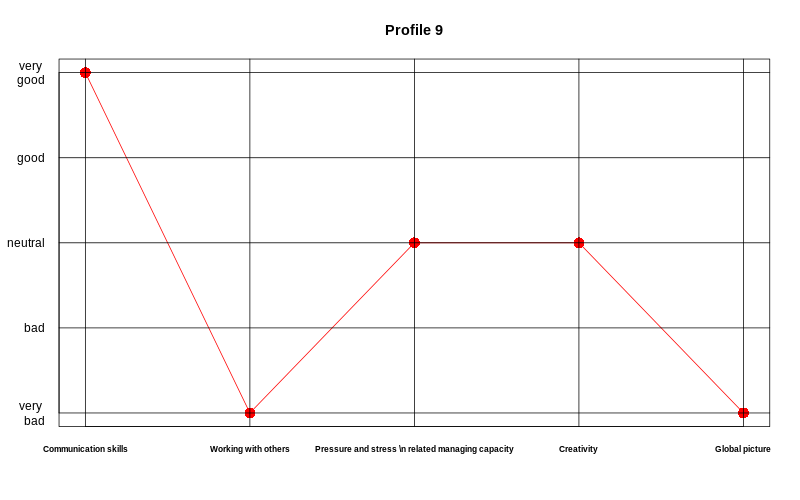 Profile 9
very
good
good
neutral
bad
very
bad
Communication skills
Working with others
Pressure and stress \n related managing capacity
Creativity
Global picture